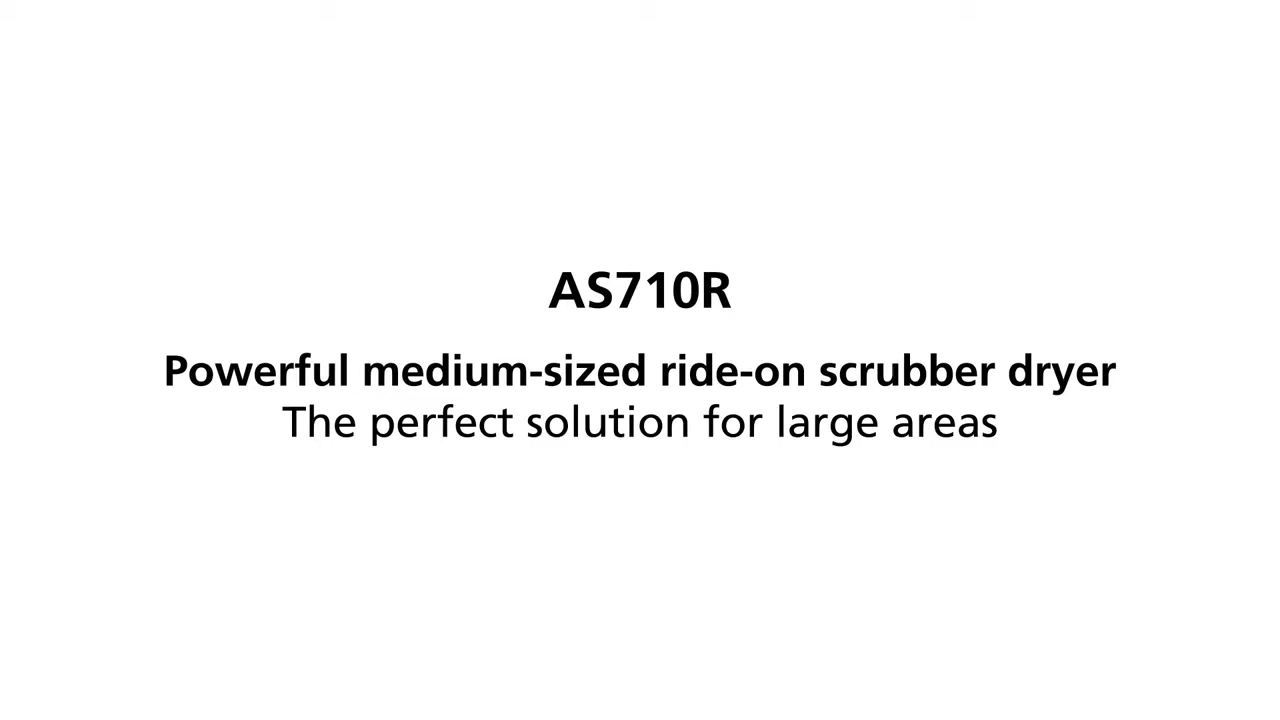 AS710R
Powerful medium-sized ride-on scrubber dryer
The perfect solution for large areas